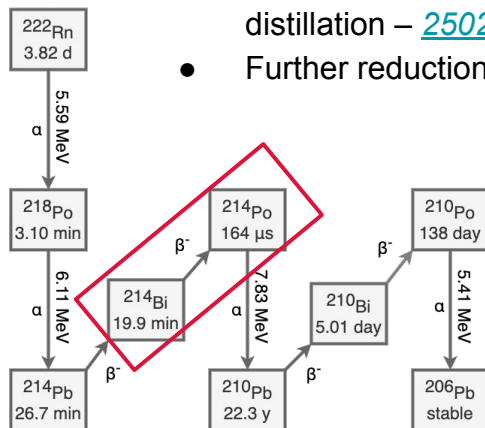 distillation – 2502
● Further reduction
222Rn
3.82 d
α
5.59 MeV
218Po
3.10 min
α
6.11 MeV
214Pb
26.7 min
β-
214Bi
19.9 min
β-
214Po
164 µs
α
7.83 MeV
210Pb
22.3 y
β-
210Bi
5.01 day
β-
210Po
138 day
α
5.41 MeV
206Pb
stable